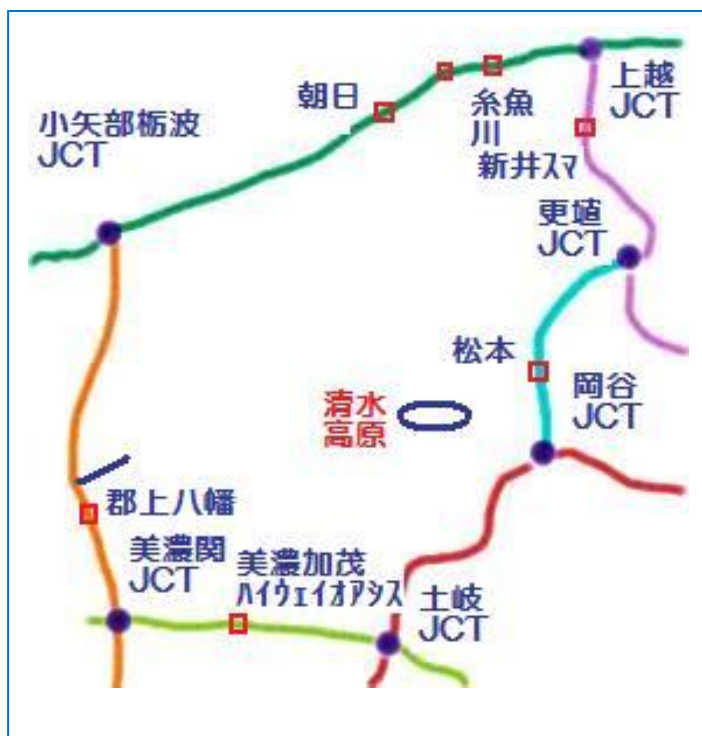 上越
JCT
朝日
糸魚
川
小矢部栃波
JCT
新井スマ
更埴
JCT
松本
岡谷
JCT
清水
高原
郡上八幡
美濃関
JCT
美濃加茂
ﾊｲｳｪｲｵｱｼｽ
土岐
JCT